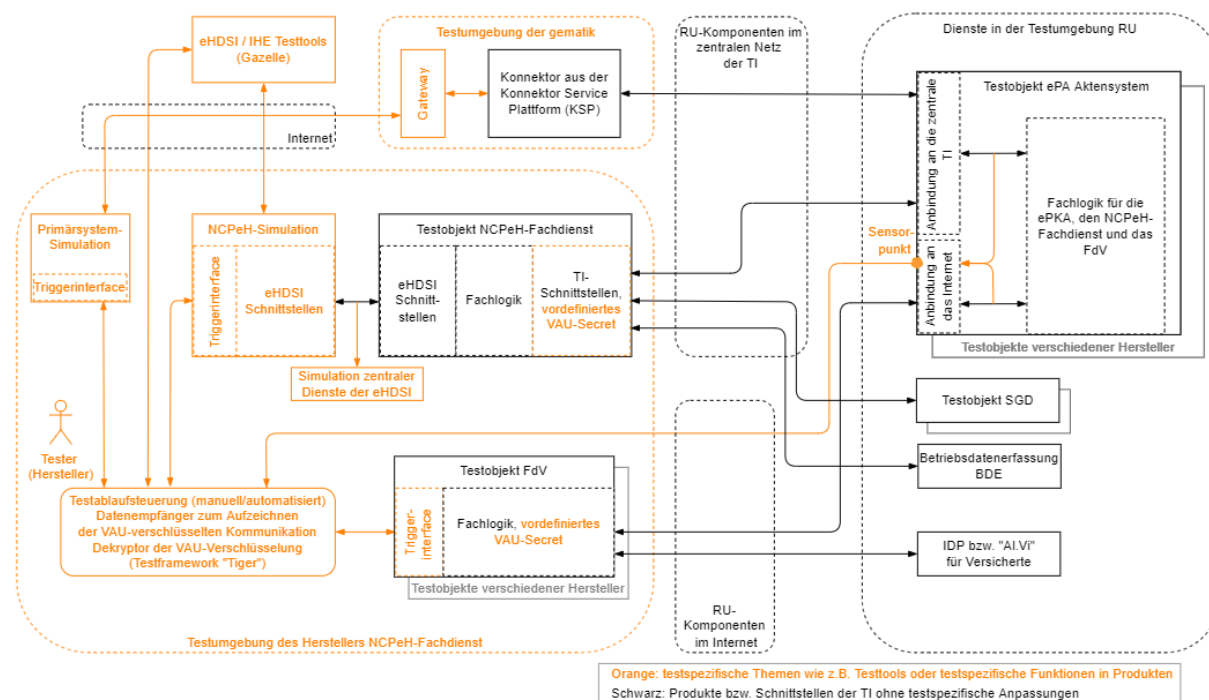 eHDSI / IHE Testtools
(Gazelle)
Testumgebung der gematik
Gateway
Konnektor aus der
Konnektor Service
Plattform (KSP)
RU-Komponenten im
zentralen Netz
der TI
Dienste in der Testumgebung RU
Testobjekt ePA Aktensystem
Anbindung an die zentrale
TI
Fachlogik für die
ePKA, den NCPeH-
Fachdienst und das
FdV
Sensor-
punkt
Anbindung an
das Internet
Testobjekte verschiedener Hersteller
Internet
Primärsystem-
Simulation
Triggerinterface
NCPeH-Simulation
Triggerinterface
eHDSI
Schnittstellen
Testobjekt NCPeH-Fachdienst
eHDSI
Schnitt-
stellen
Fachlogik
TI-
Schnittstellen,
vordefiniertes
VAU-Secret
Simulation zentraler
Dienste der eHDSI
Tester
(Hersteller)
Testablaufsteuerung (manuell/automatisiert)
Datenempfänger zum Aufzeichnen
der VAU-verschlüsselten Kommunikation
Dekryptor der VAU-Verschlüsselung
(Testframework "Tiger")
Testobjekt FdV
Trigger-
interface
Fachlogik, vordefiniertes
VAU-Secret
Testobjekte verschiedener Hersteller
Testumgebung des Herstellers NCPeH-Fachdienst
RU-
Komponenten
im Internet
Testobjekt SGD
Betriebsdatenerfassung
BDE
IDP bzw. "Al.Vi"
für Versicherte
Orange: testspezifische Themen wie z.B. Testtools oder testspezifische Funktionen in Produkten
Schwarz: Produkte bzw. Schnittstellen der TI ohne testspezifische Anpassungen